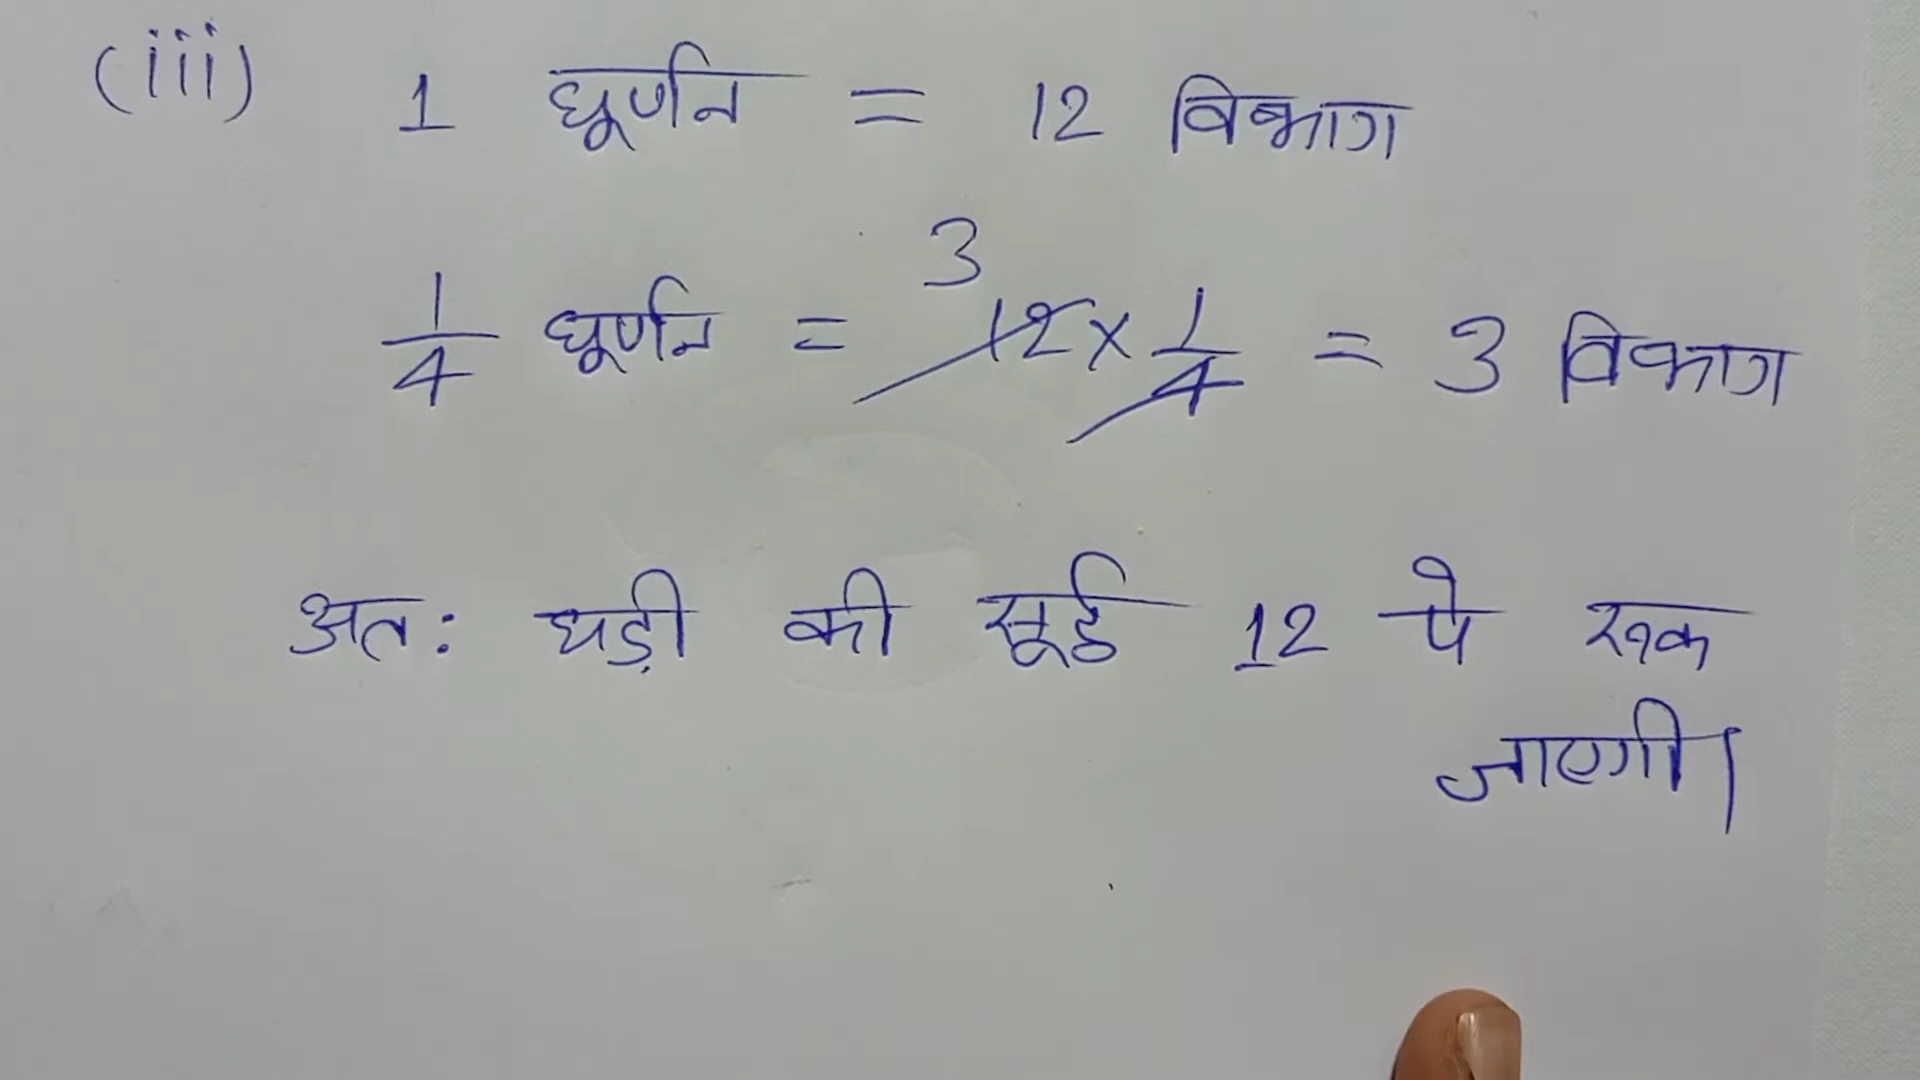 (iii) 1 घूर्णन = 12 विभाग
1/4 घूर्णन = 3 12 × 1/4 = 3 विभाग
अतः घड़ी की सूई 12 पे रुक
जाएगी।